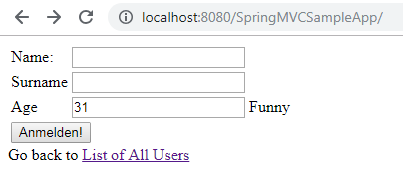 localhost:8080/SpringMVCSampleApp/
Name:
Surname
Age 31 Funny
Anmelden!
Go back to List of All Users